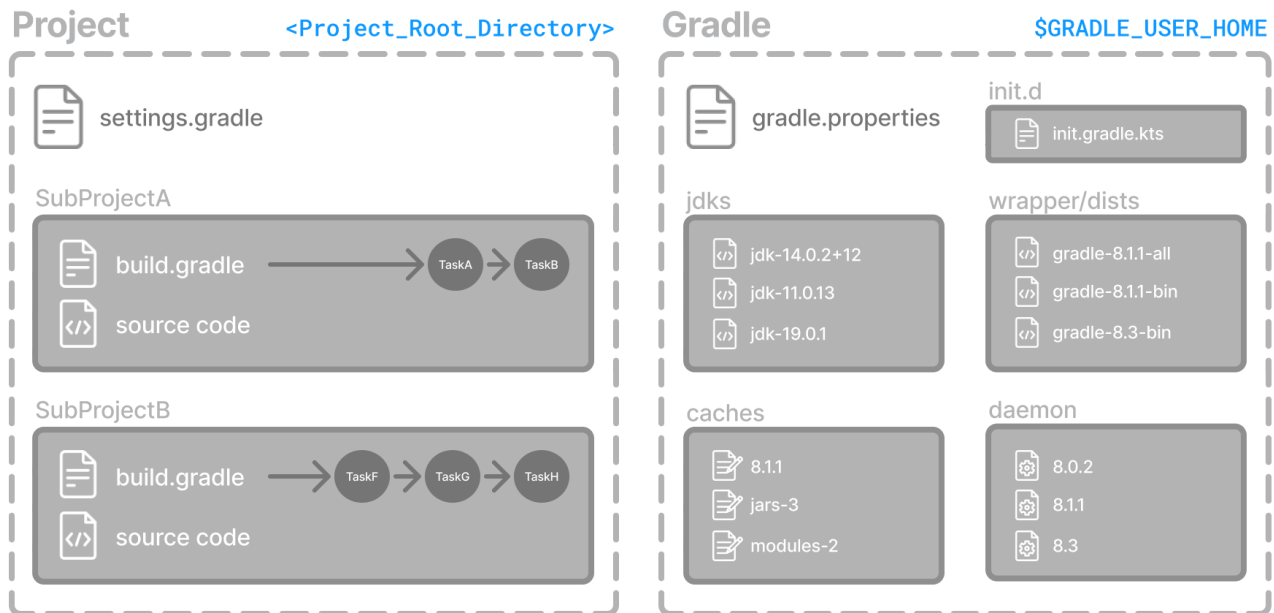 Project
<Project_Root_Directory>
settings.gradle
SubProjectA
build.gradle
TaskA
TaskB
source code
SubProjectB
build.gradle
TaskF
TaskG
TaskH
source code
Gradle
$GRADLE_USER_HOME
gradle.properties
init.d
init.gradle.kts
jdks
jdk-14.0.2+12
jdk-11.0.13
jdk-19.0.1
wrapper/dists
gradle-8.1.1-all
gradle-8.1.1-bin
gradle-8.3-bin
caches
8.1.1
jars-3
modules-2
daemon
8.0.2
8.1.1
8.3